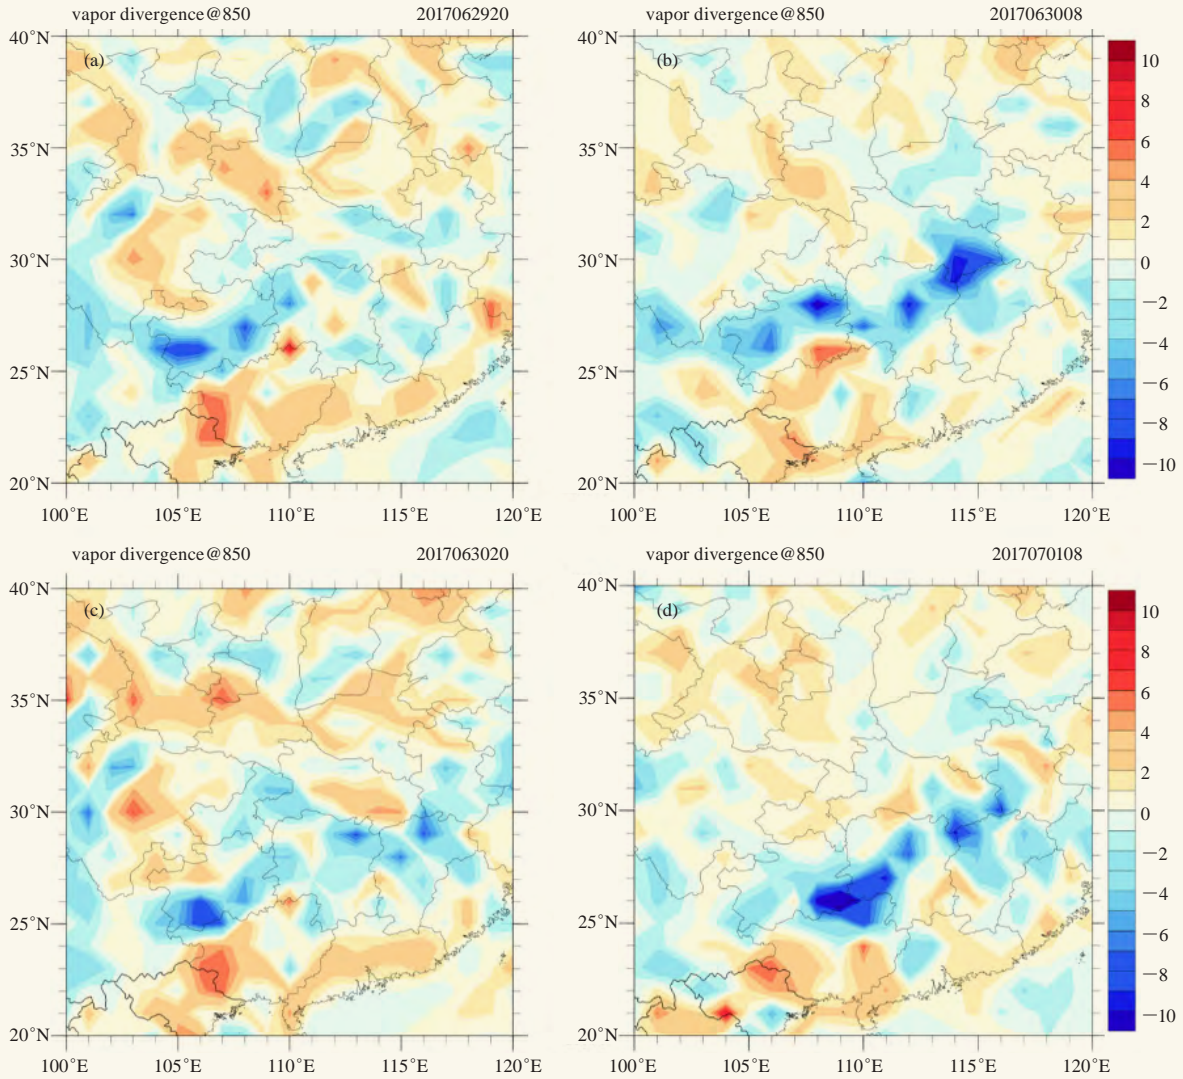 vapor divergence@850 2017062920
(a)
40°N
35°N
30°N
25°N
20°N
100°E 105°E 110°E 115°E 120°E
vapor divergence@850 2017063008
(b)
40°N
35°N
30°N
25°N
20°N
100°E 105°E 110°E 115°E 120°E
10
8
6
4
2
0
−2
−4
−6
−8
−10
vapor divergence@850 2017063020
(c)
40°N
35°N
30°N
25°N
20°N
100°E 105°E 110°E 115°E 120°E
vapor divergence@850 2017070108
(d)
40°N
35°N
30°N
25°N
20°N
100°E 105°E 110°E 115°E 120°E
10
8
6
4
2
0
−2
−4
−6
−8
−10